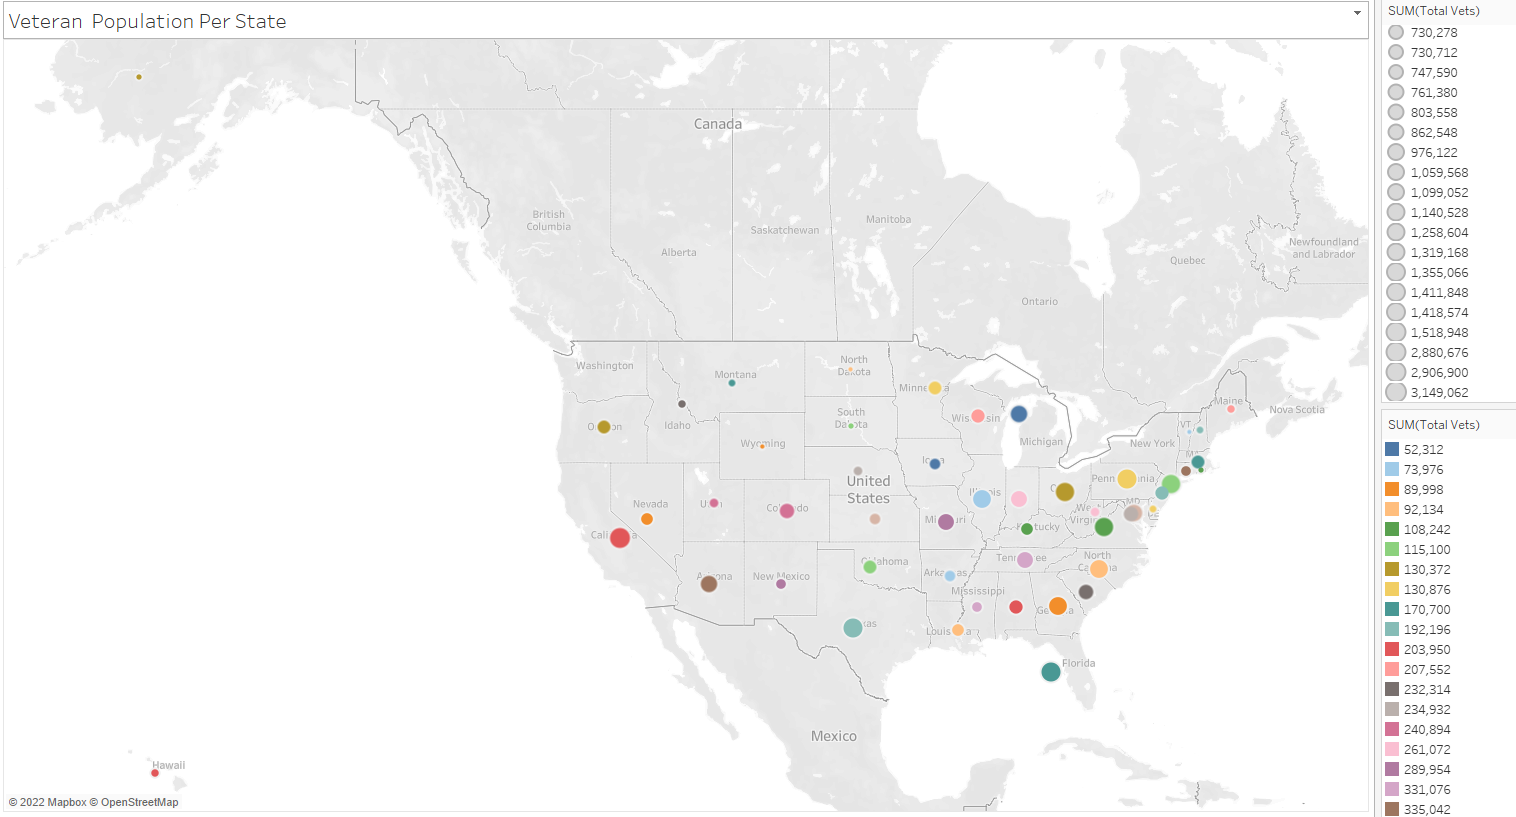 Veteran  Population Per State
Canada
British
Columbia
Alberta
Saskatchewan
Manitoba
Ontario
Quebec
Newfoundland
and Labrador
Nova Scotia
Washington
Montana
North
Dakota
Idaho
Wyoming
South
Dakota
Maine
VT
New York
Michigan
Nevada
United
States
New Mexico
Mississippi
North
Florida
Mexico
Hawaii
© 2022 Mapbox © OpenStreetMap
SUM(Total Vets)
730,278
730,712
747,590
761,380
803,558
862,548
976,122
1,059,568
1,099,052
1,140,528
1,258,604
1,319,168
1,355,066
1,411,848
1,418,574
1,518,948
2,880,676
2,906,900
3,149,062
SUM(Total Vets)
52,312
73,976
89,998
92,134
108,242
115,100
130,372
130,876
170,700
192,196
203,950
207,552
232,314
234,932
240,894
261,072
289,954
331,076
335,042